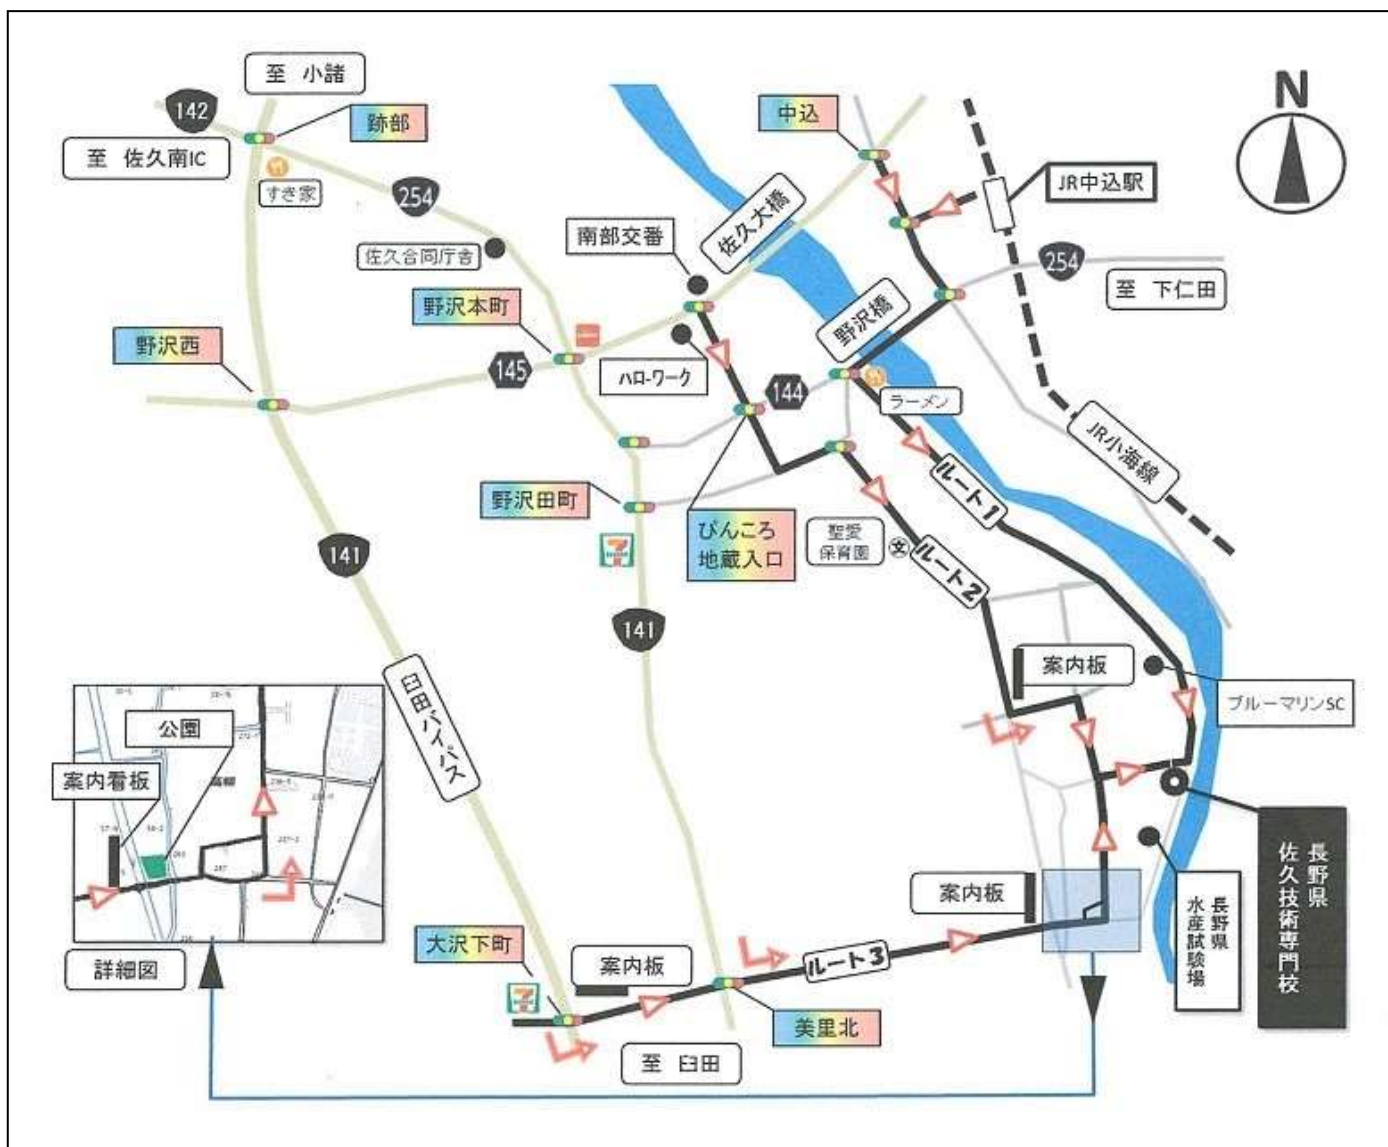 至 小諸
142
跡部
至 佐久南IC
すき家
254
佐久合同庁舎
南部交番
佐久大橋
中込
N
JR中込駅
254
至 下仁田
野沢本町
野沢西
145
ハローワーク
144
野沢橋
ラーメン
JR小海線
野沢田町
ぴんころ
地蔵入口
聖愛
保育園
文
ルート1
ルート2
141
141
臼田バイパス
案内板
ブルーマリンSC
公園
案内看板
詳細図
大沢下町
案内板
ルート3
案内板
美里北
至 臼田
長野県
水産試験場
長野県
佐久技術専門校